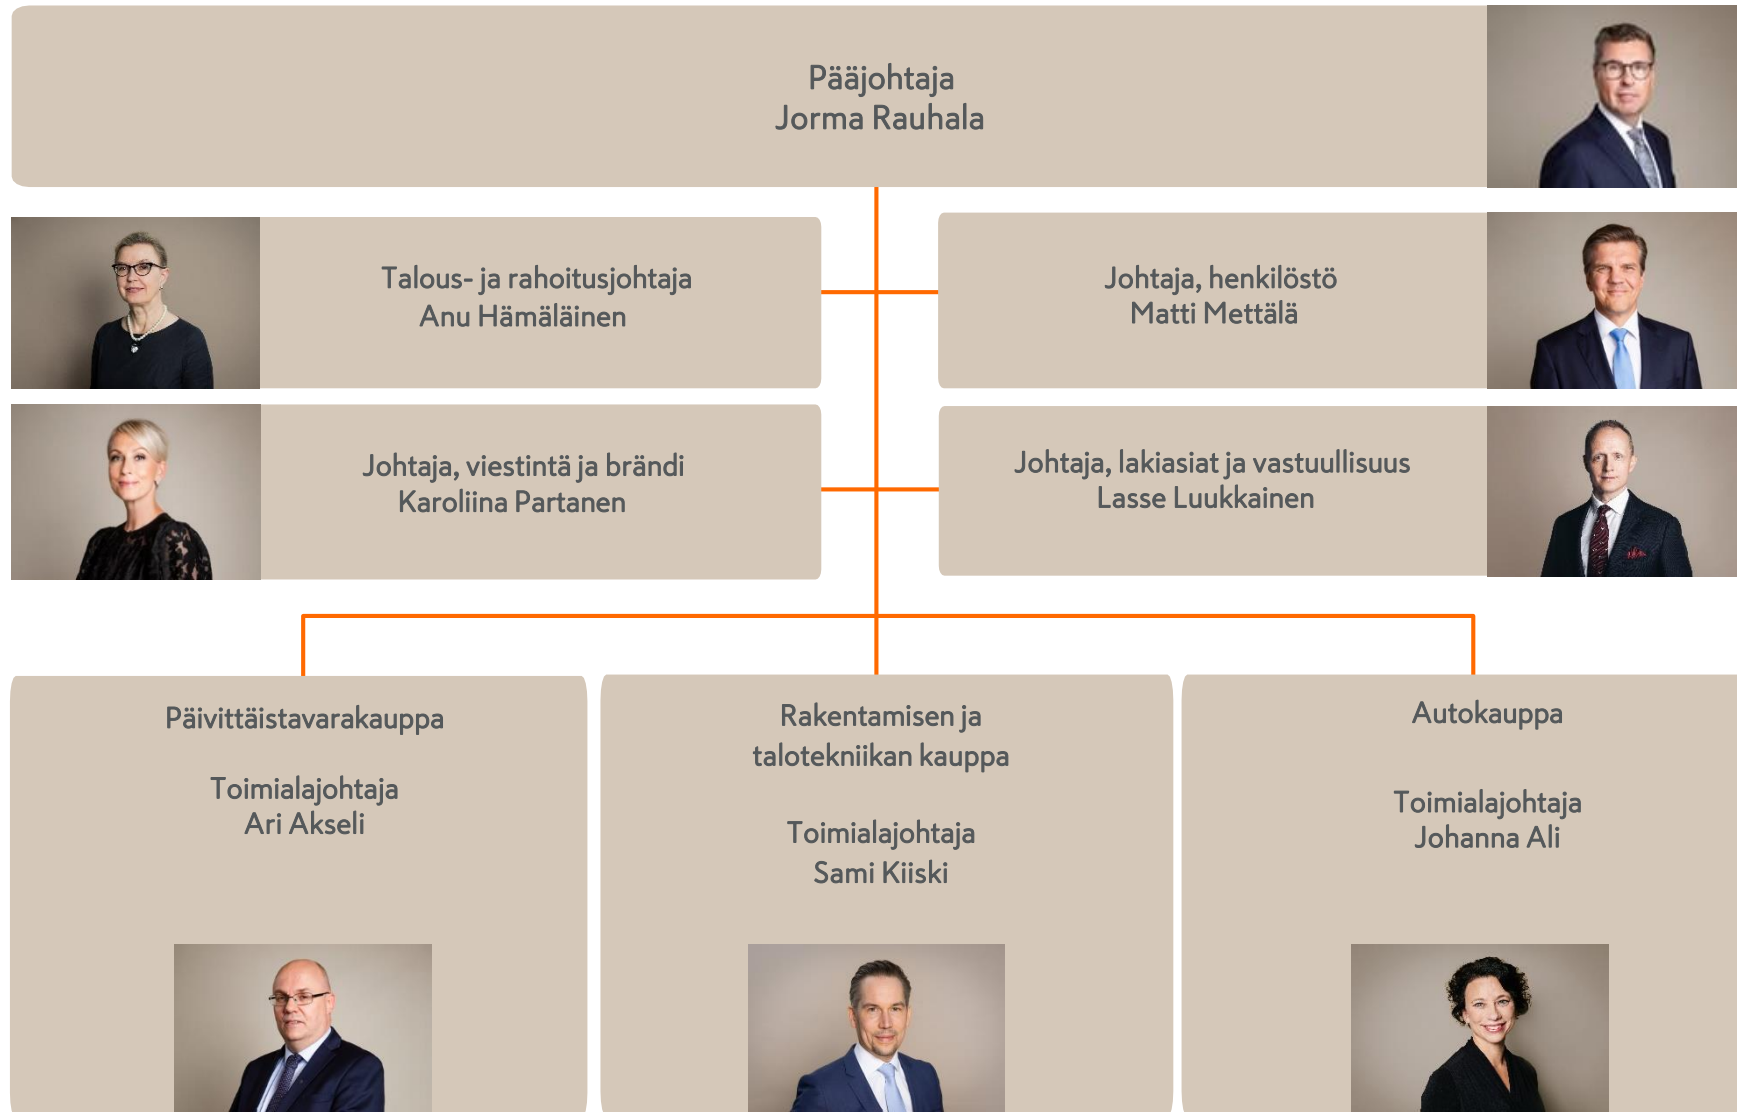 Pääjohtaja
Jorma Rauhala
Talous- ja rahoitusjohtaja
Anu Hämäläinen
Johtaja, henkilöstö
Matti Mettälä
Johtaja, viestintä ja brändi
Karoliina Partanen
Johtaja, lakiasiat ja vastuullisuus
Lasse Luukkainen
Päivittäistavarakauppa
Toimialajohtaja
Ari Akseli
Rakentamisen ja
talotekniikan kauppa
Toimialajohtaja
Sami Kiiski
Autokauppa
Toimialajohtaja
Johanna Ali